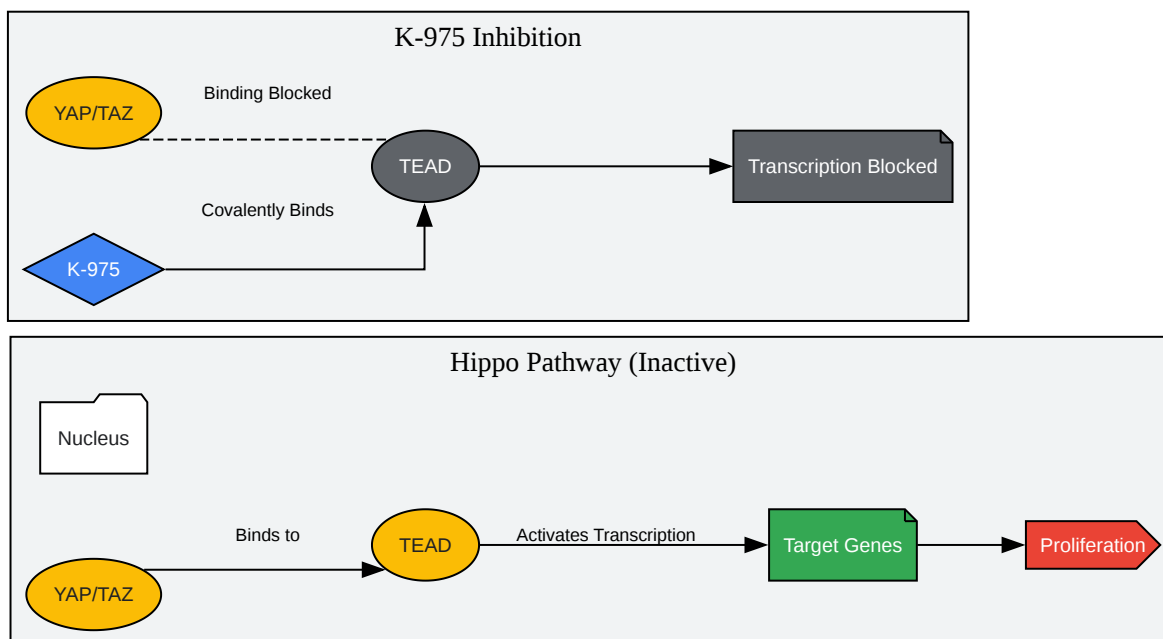 K-975 Inhibition
YAP/TAZ
Binding Blocked
TEAD
Transcription Blocked
Covalently Binds
K-975
Hippo Pathway (Inactive)
Nucleus
Binds to
TEAD
Activates Transcription
Target Genes
Proliferation
YAP/TAZ